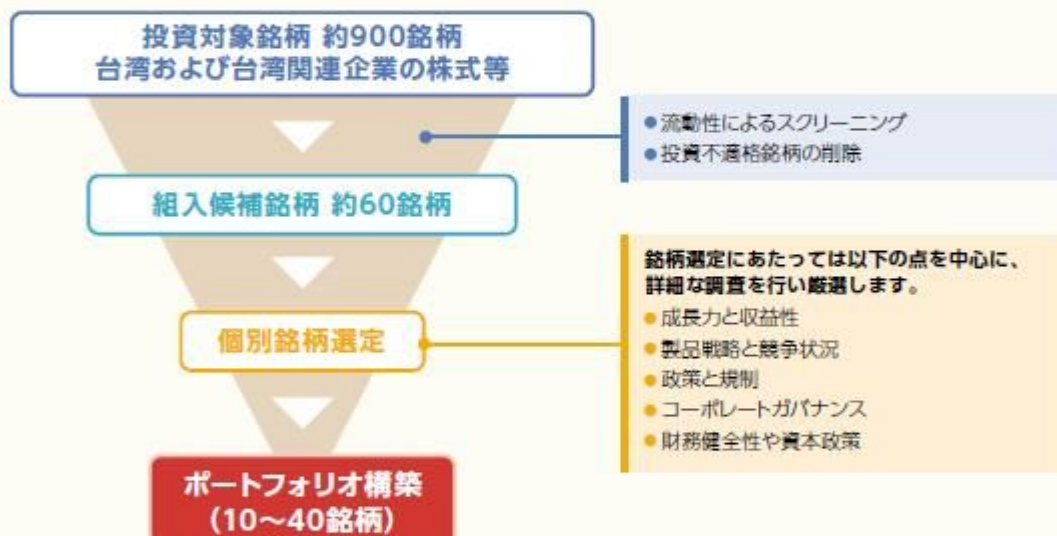 投資対象銘柄 約900銘柄
台湾および台湾関連企業の株式等
●流動性によるスクリーニング
●投資不適格銘柄の削除
組入候補銘柄 約60銘柄
銘柄選定にあたっては以下の点を中心に、
詳細な調査を行い厳選します。
●成長力と収益性
●製品戦略と競争状況
●政策と規制
●コーポレートガバナンス
●財務健全性や資本政策
個別銘柄選定
ポートフォリオ構築
（10～40銘柄）